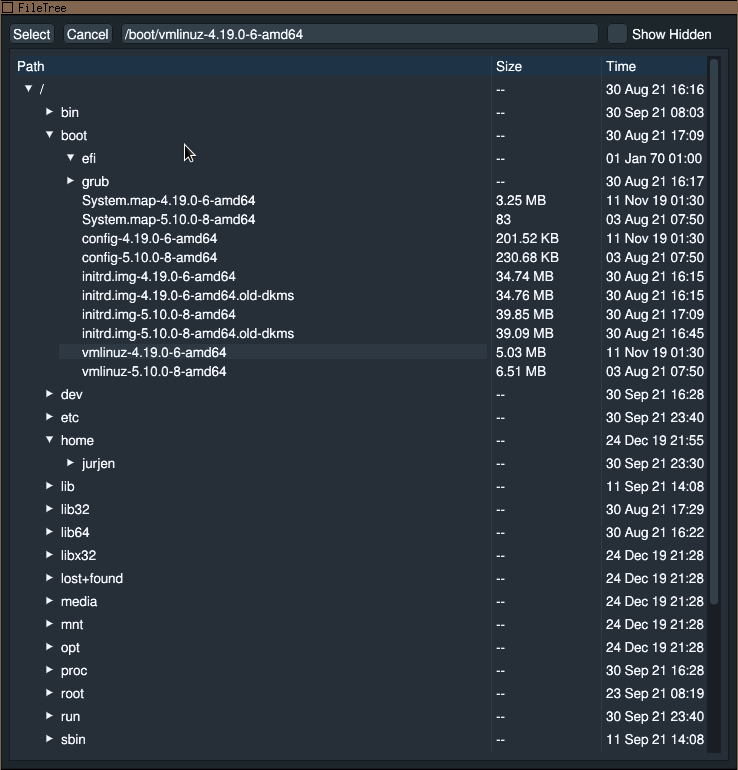 FileTree
Select Cancel /boot/vmlinuz-4.19.0-6-amd64 Show Hidden
Path Size Time
/ -- 30 Aug 21 16:16
bin -- 30 Sep 21 08:03
boot -- 30 Aug 21 17:09
efi -- 01 Jan 70 01:00
grub -- 30 Aug 21 16:17
System.map-4.19.0-6-amd64 3.25 MB 11 Nov 19 01:30
System.map-5.10.0-8-amd64 83 03 Aug 21 07:50
config-4.19.0-6-amd64 201.52 KB 11 Nov 19 01:30
config-5.10.0-8-amd64 230.68 KB 03 Aug 21 07:50
initrd.img-4.19.0-6-amd64 34.74 MB 30 Aug 21 16:15
initrd.img-4.19.0-6-amd64.old-dkms 34.76 MB 30 Aug 21 16:15
initrd.img-5.10.0-8-amd64 39.85 MB 30 Aug 21 17:09
initrd.img-5.10.0-8-amd64.old-dkms 39.09 MB 30 Aug 21 16:45
vmlinuz-4.19.0-6-amd64 5.03 MB 11 Nov 19 01:30
vmlinuz-5.10.0-8-amd64 6.51 MB 03 Aug 21 07:50
dev -- 30 Sep 21 16:28
etc -- 30 Sep 21 23:40
home -- 24 Dec 19 21:55
jurjen -- 30 Sep 21 23:30
lib -- 11 Sep 21 14:08
lib32 -- 30 Aug 21 17:29
lib64 -- 30 Aug 21 16:22
libx32 -- 24 Dec 19 21:28
lost+found -- 24 Dec 19 21:28
media -- 24 Dec 19 21:28
mnt -- 24 Dec 19 21:28
opt -- 24 Dec 19 21:28
proc -- 30 Sep 21 16:28
root -- 23 Sep 21 08:19
run -- 30 Sep 21 23:40
sbin -- 11 Sep 21 14:08